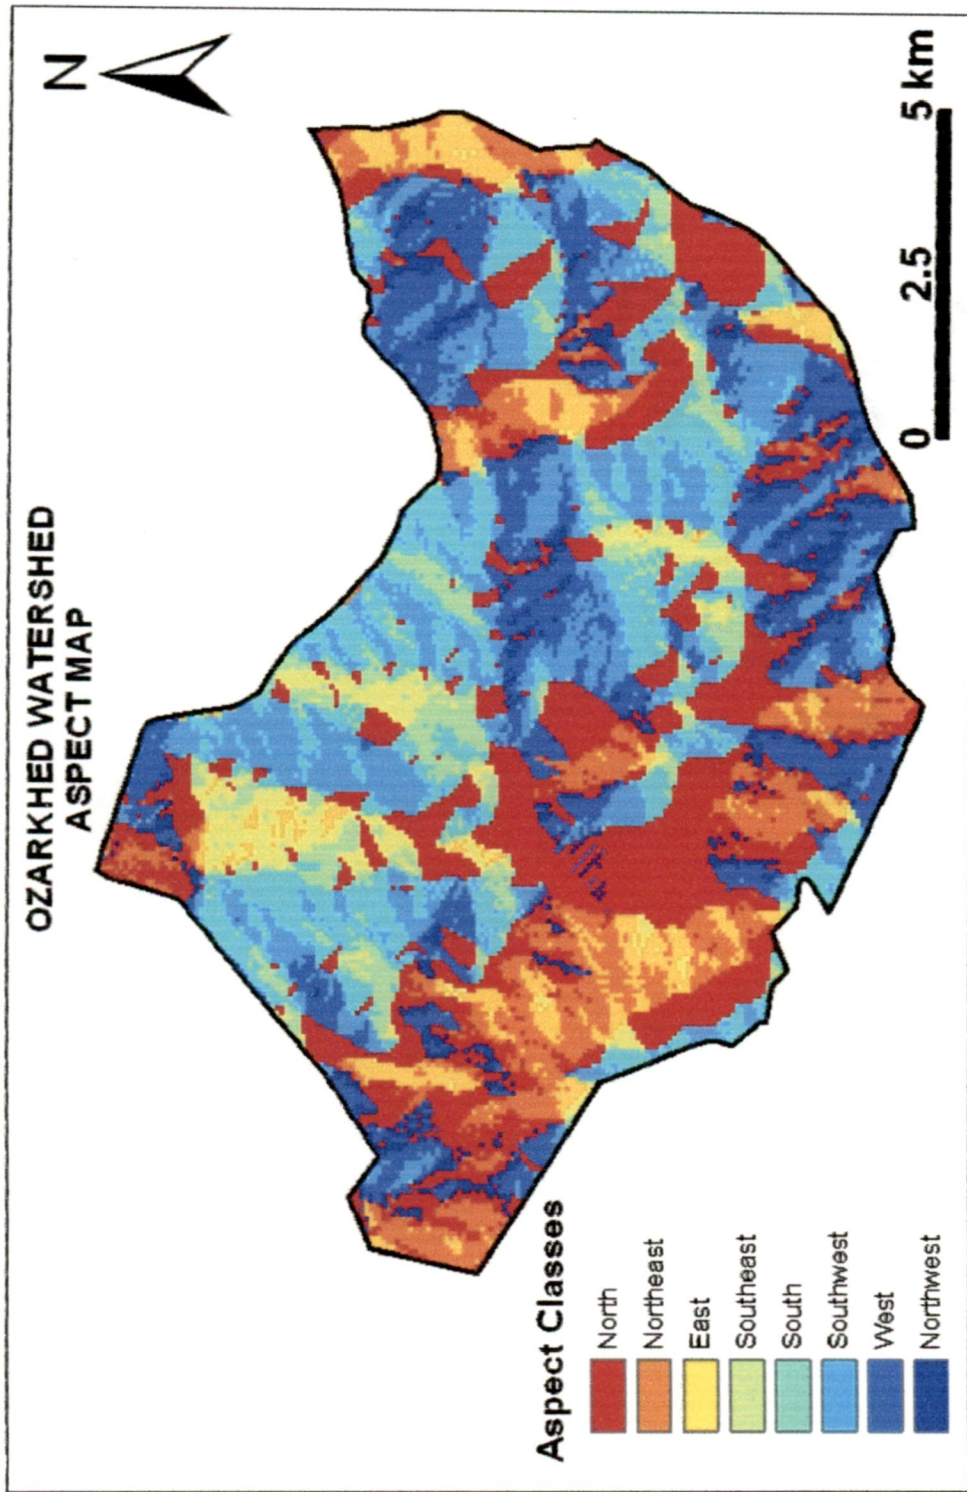 OZARKHED WATERSHED
ASPECT MAP
N
Aspect Classes
North
Northeast
East
Southeast
South
Southwest
West
Northwest
0 2.5 5 km